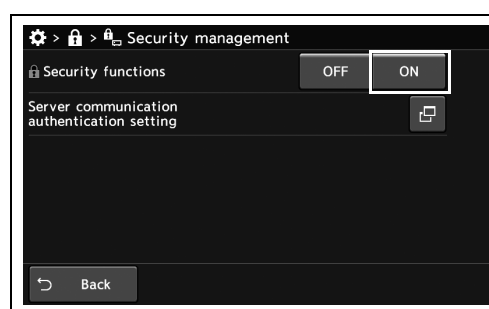 > > Security management
Security functions OFF ON
Server communication
authentication setting
Back